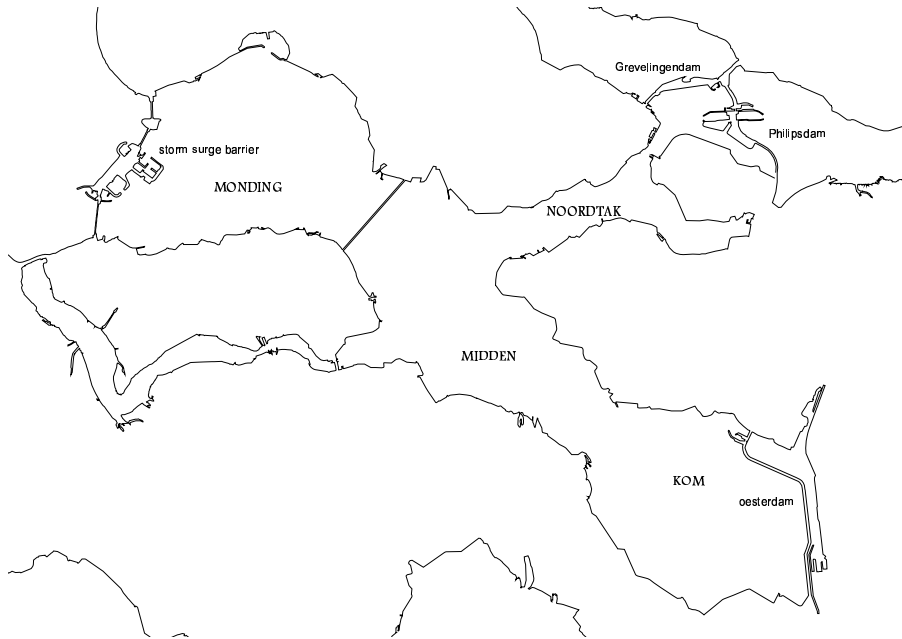 Grevelingendam
Philipsdam
storm surge barrier
MONDING
NOORDTAK
MIDDEN
KOM
oesterdam